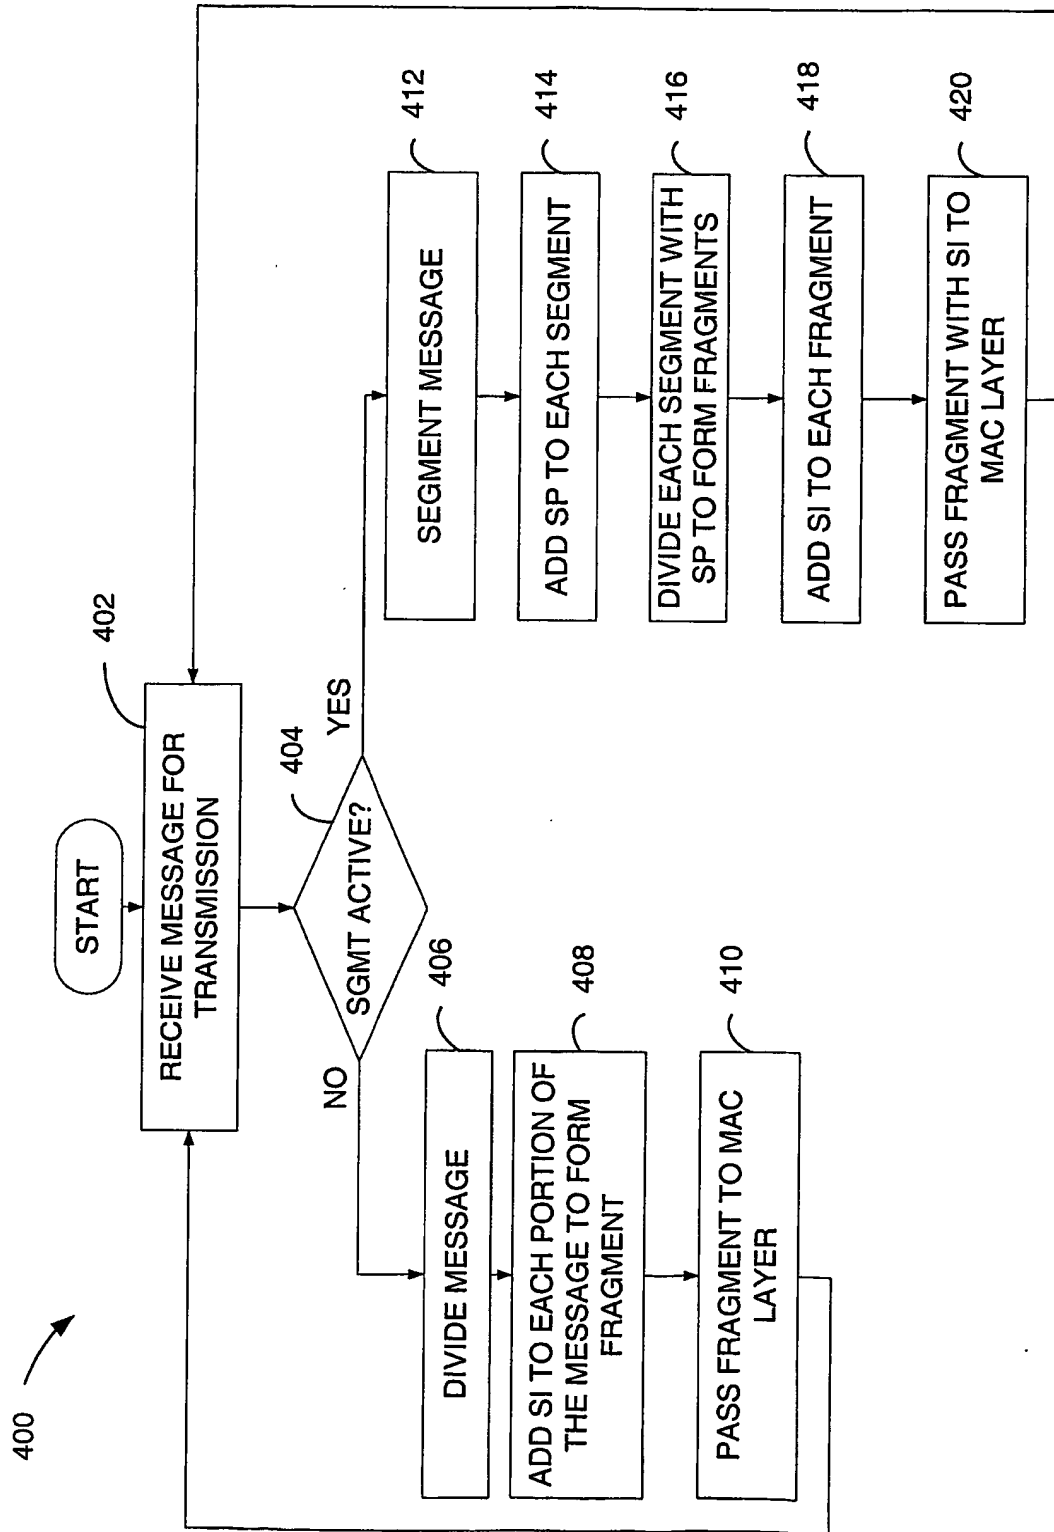 400
START
402
RECEIVE MESSAGE FOR
TRANSMISSION
404
SGMT ACTIVE?
NO
YES
406
DIVIDE MESSAGE
408
ADD SI TO EACH PORTION OF
THE MESSAGE TO FORM
FRAGMENT
410
PASS FRAGMENT TO MAC
LAYER
412
SEGMENT MESSAGE
414
ADD SP TO EACH SEGMENT
416
DIVIDE EACH SEGMENT WITH
SP TO FORM FRAGMENTS
418
ADD SI TO EACH FRAGMENT
420
PASS FRAGMENT WITH SI TO
MAC LAYER